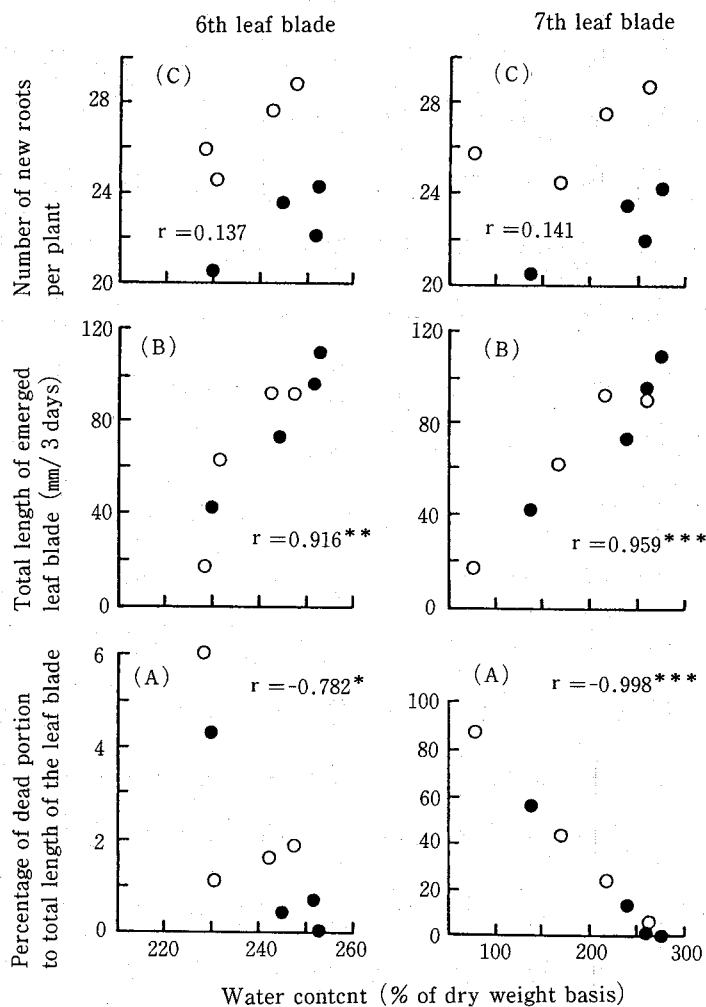 6th leaf blade
7th leaf blade
Number of new roots
per plant
(C)
28
24
20
r =0.137
(C)
28
24
20
r =0.141
Total length of emerged
leaf blade (mm/ 3 days)
(B)
120
80
40
0
r =0.916**
(B)
120
80
40
0
r =0.959***
Percentage of dead portion
to total length of the leaf blade
(A)
6
4
2
0
r =-0.782*
220
240
260
(A)
100
80
60
40
20
0
r =-0.998***
100
200
300
Water contcnt (% of dry weight basis)